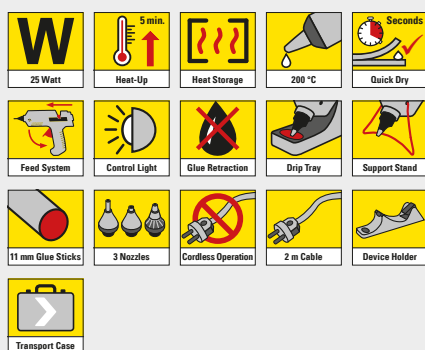 W
5 min.
Seconds
25 Watt
Heat-Up
Heat Storage
200 °C
Quick Dry
Feed System
Control Light
Glue Retraction
Drip Tray
Support Stand
11 mm Glue Sticks
3 Nozzles
Cordless Operation
2 m Cable
Device Holder
Transport Case